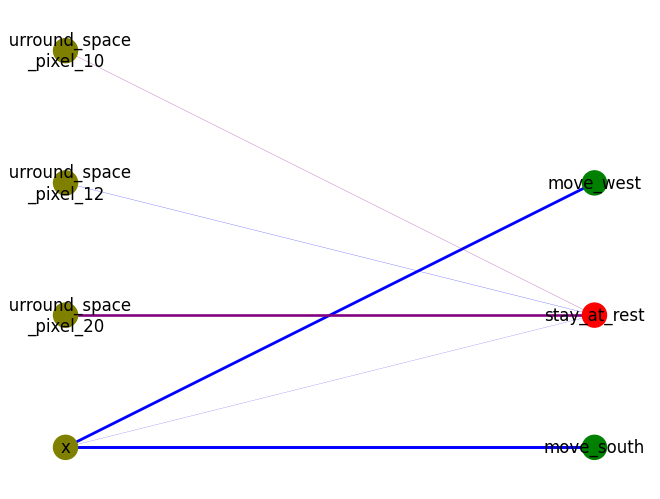 urround_space
_pixel_10
urround_space
_pixel_12
move_west
urround_space
_pixel_20
stay_at_rest
x
move_south